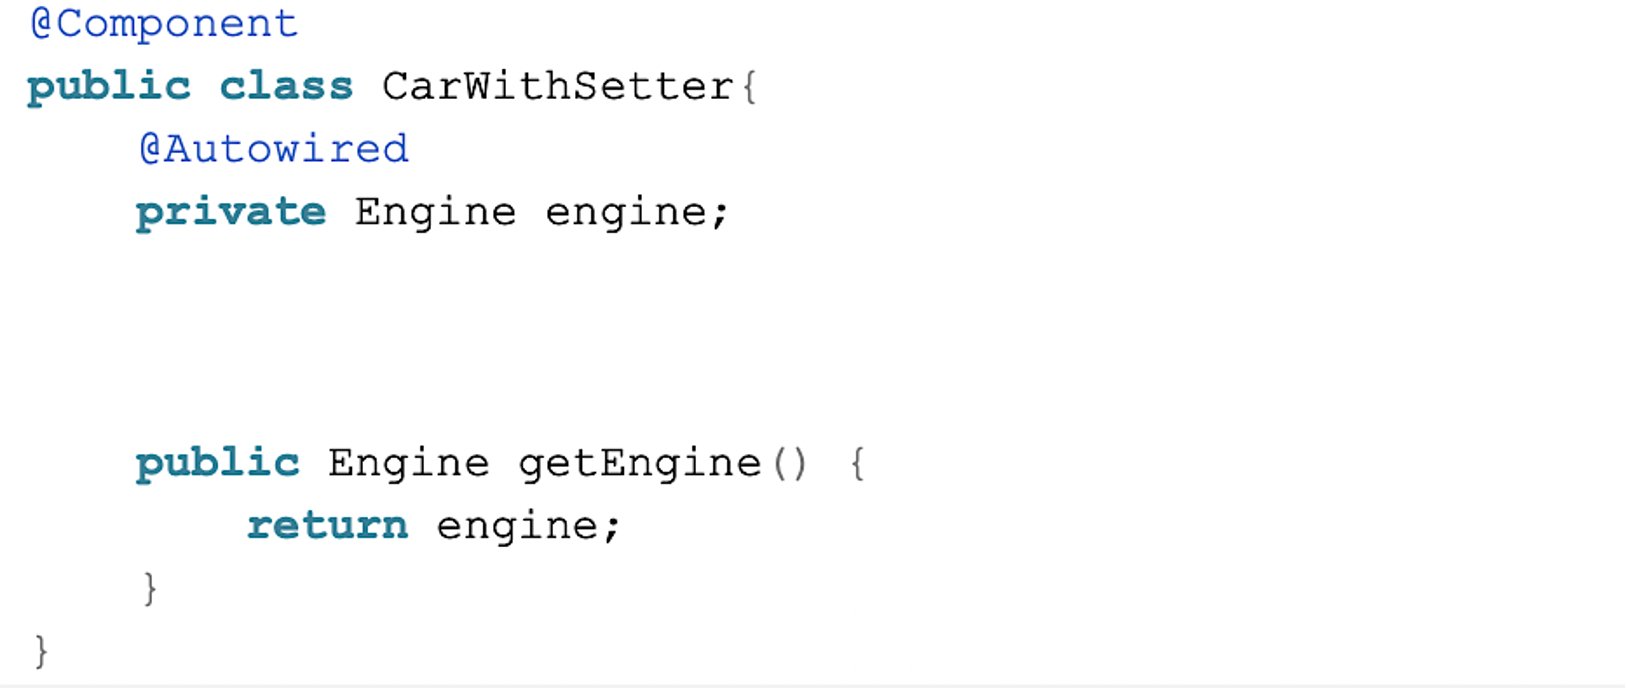 @Component
public class CarWithSetter{
@Autowired
private Engine engine;
public Engine getEngine() {
return engine;
}
}